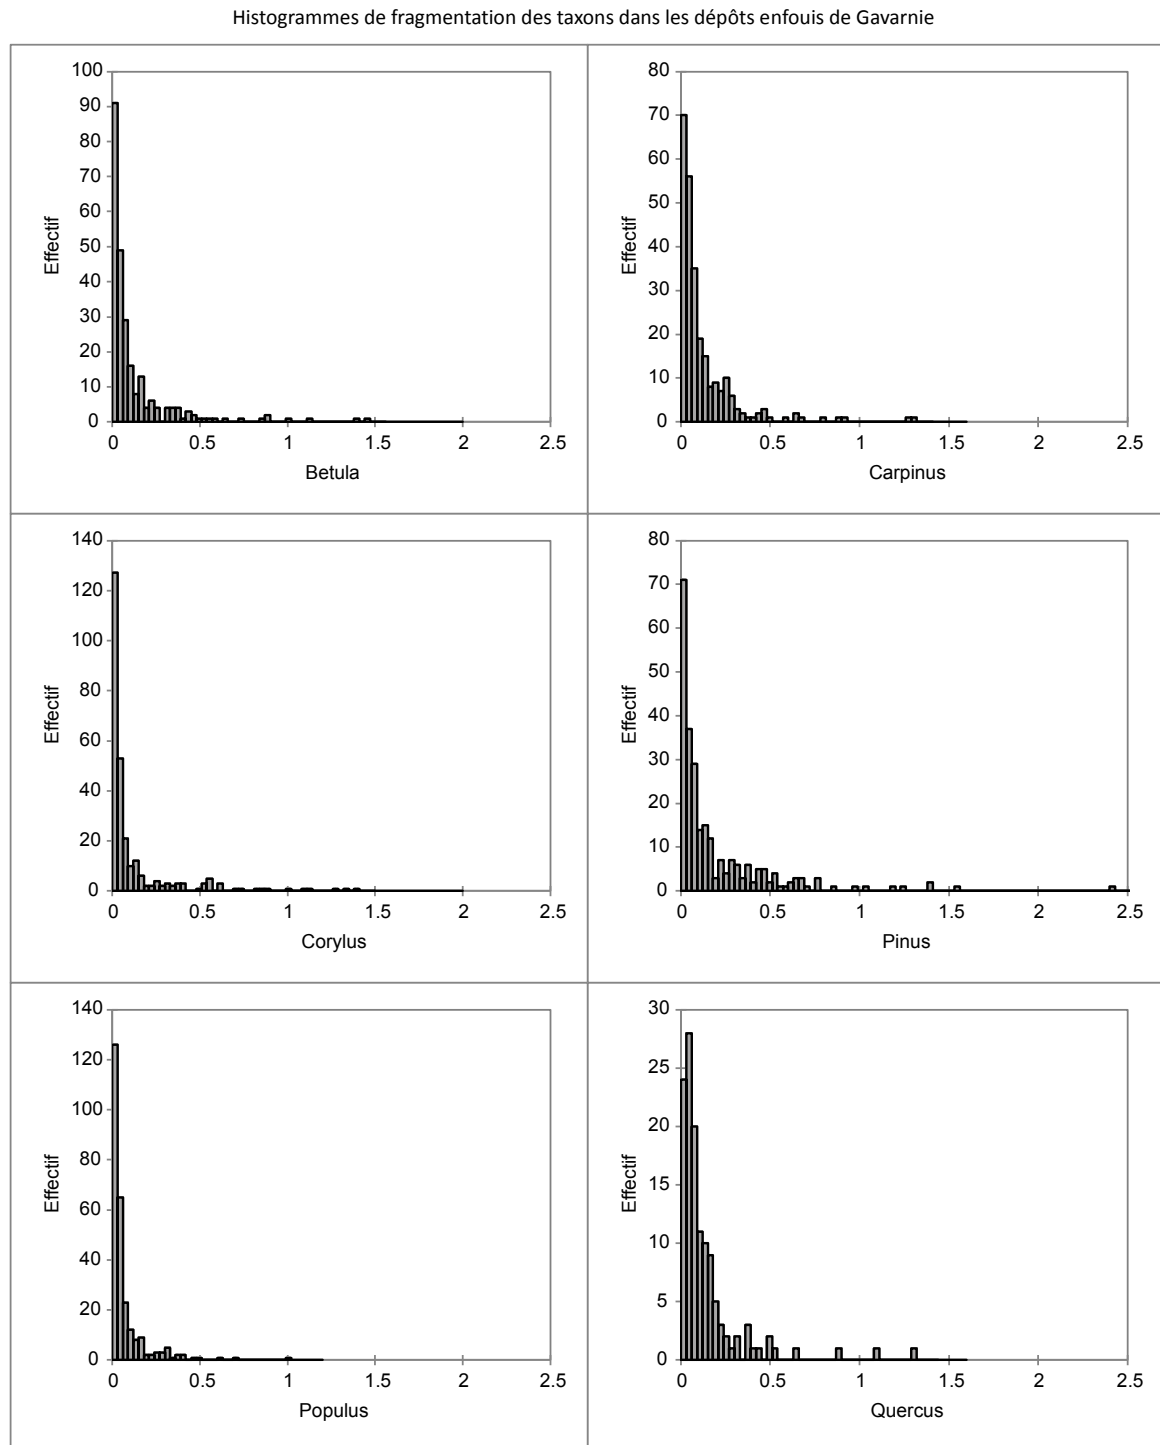 Histogrammes de fragmentation des taxons dans les dépôts enfouis de Gavarnie
100
90
80
70
60
50
40
30
20
10
0
Effectif
0 0.5 1 1.5 2 2.5
Betula
80
70
60
50
40
30
20
10
0
Effectif
0 0.5 1 1.5 2 2.5
Carpinus
140
120
100
80
60
40
20
0
Effectif
0 0.5 1 1.5 2 2.5
Corylus
80
70
60
50
40
30
20
10
0
Effectif
0 0.5 1 1.5 2 2.5
Pinus
140
120
100
80
60
40
20
0
Effectif
0 0.5 1 1.5 2 2.5
Populus
30
25
20
15
10
5
0
Effectif
0 0.5 1 1.5 2 2.5
Quercus